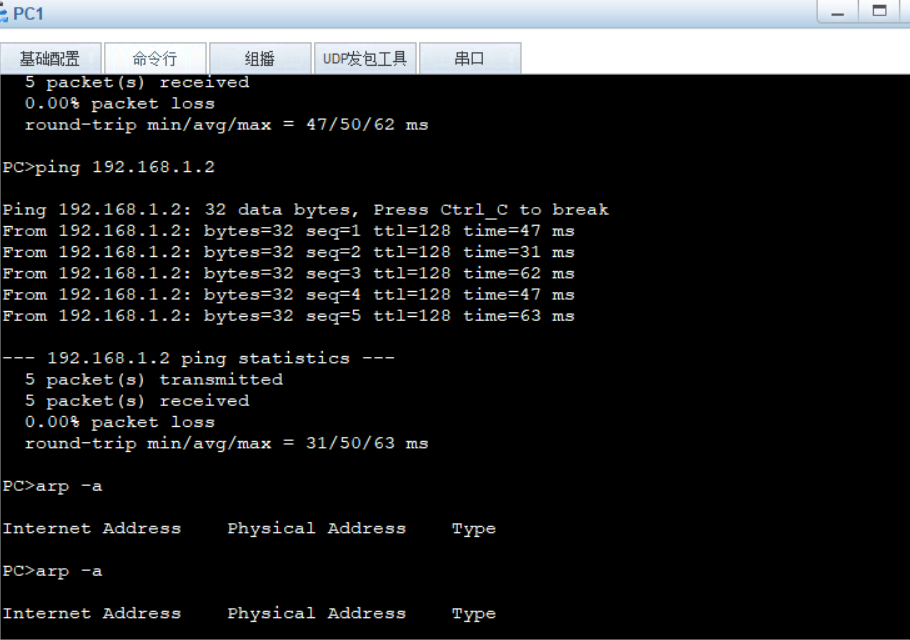 PC1
基础配置 命令行 组播 UDP发包工具 串口
5 packet(s) received
0.00% packet loss
round-trip min/avg/max = 47/50/62 ms
PC>ping 192.168.1.2
Ping 192.168.1.2: 32 data bytes, Press Ctrl_C to break
From 192.168.1.2: bytes=32 seq=1 ttl=128 time=47 ms
From 192.168.1.2: bytes=32 seq=2 ttl=128 time=31 ms
From 192.168.1.2: bytes=32 seq=3 ttl=128 time=62 ms
From 192.168.1.2: bytes=32 seq=4 ttl=128 time=47 ms
From 192.168.1.2: bytes=32 seq=5 ttl=128 time=63 ms
--- 192.168.1.2 ping statistics ---
5 packet(s) transmitted
5 packet(s) received
0.00% packet loss
round-trip min/avg/max = 31/50/63 ms
PC>arp -a
Internet Address Physical Address Type
PC>arp -a
Internet Address Physical Address Type